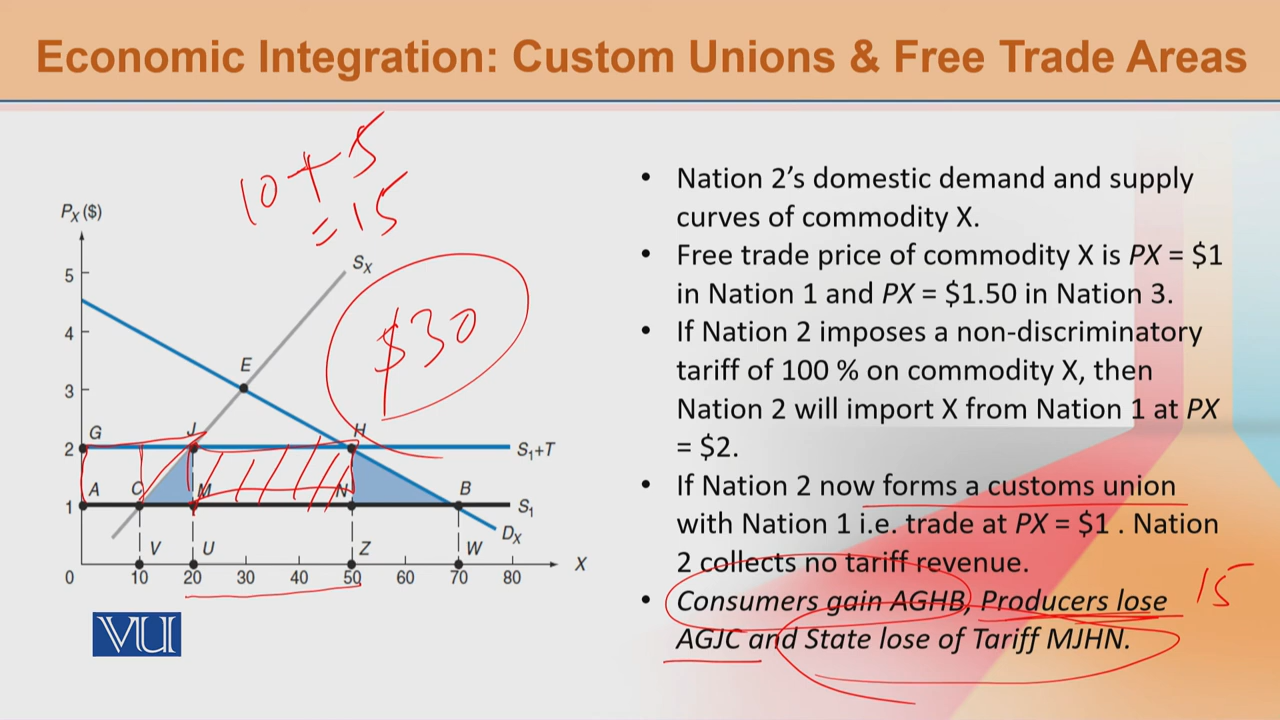 Economic Integration: Custom Unions & Free Trade Areas
10 + 5
= 15
$30
PX ($)
5
4
3
2
1
0
SX
E
G
J
H
S1+T
A
C
M
N
B
S1
DX
V
U
Z
W
X
10
20
30
40
50
60
70
80
VU
• Nation 2's domestic demand and supply
curves of commodity X.
• Free trade price of commodity X is PX = $1
in Nation 1 and PX = $1.50 in Nation 3.
• If Nation 2 imposes a non-discriminatory
tariff of 100 % on commodity X, then
Nation 2 will import X from Nation 1 at PX
= $2.
• If Nation 2 now forms a customs union
with Nation 1 i.e. trade at PX = $1 . Nation
2 collects no tariff revenue.
• Consumers gain AGHB, Producers lose
15
AGJC and State lose of Tariff MJHN.